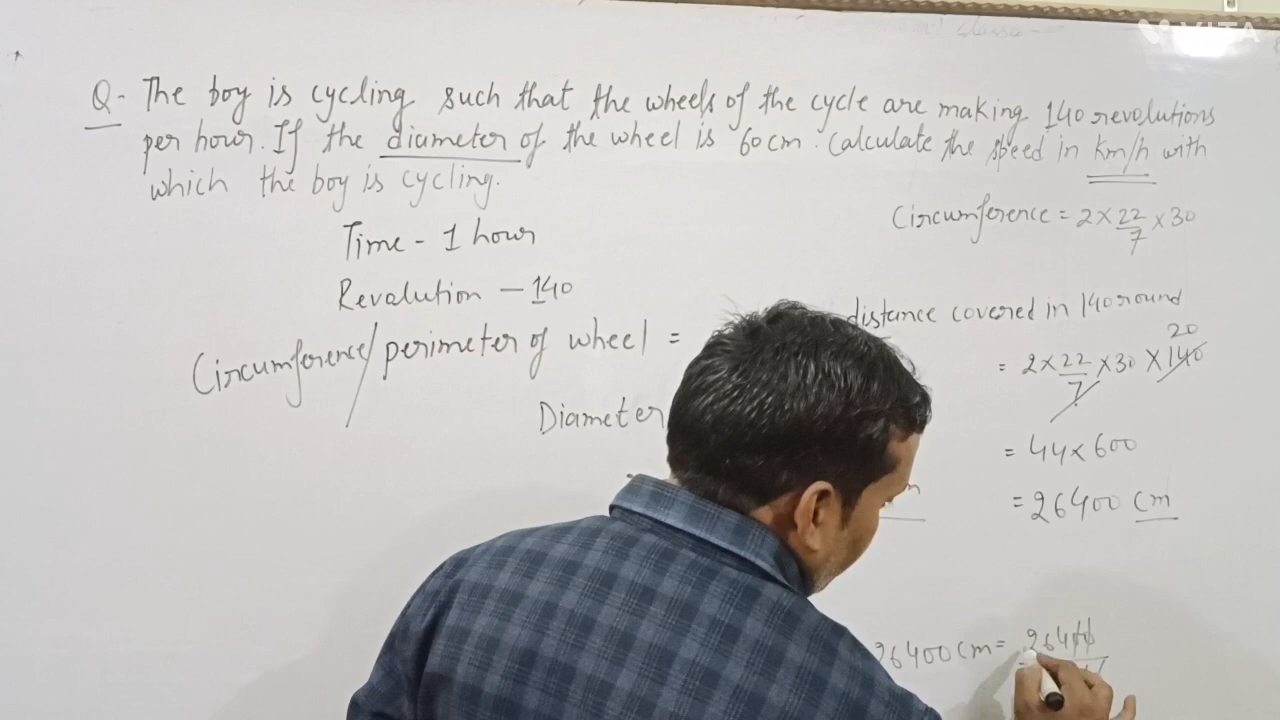 VITA
Q- The boy is cycling such that the wheels of the cycle are making 140 revolutions
per hour. If the diameter of the wheel is 60 cm. Calculate the speed in km/h with
which the boy is cycling.
Time - 1 hour
Revalution - 140
Circumference/perimeter of wheel =
Diameter
Circumference = 2 × 22/7 × 30
distance covered in 140 round
20
= 2 × 22/7 × 30 × 140
= 44 × 600
= 26400 cm
26400 cm = 26400